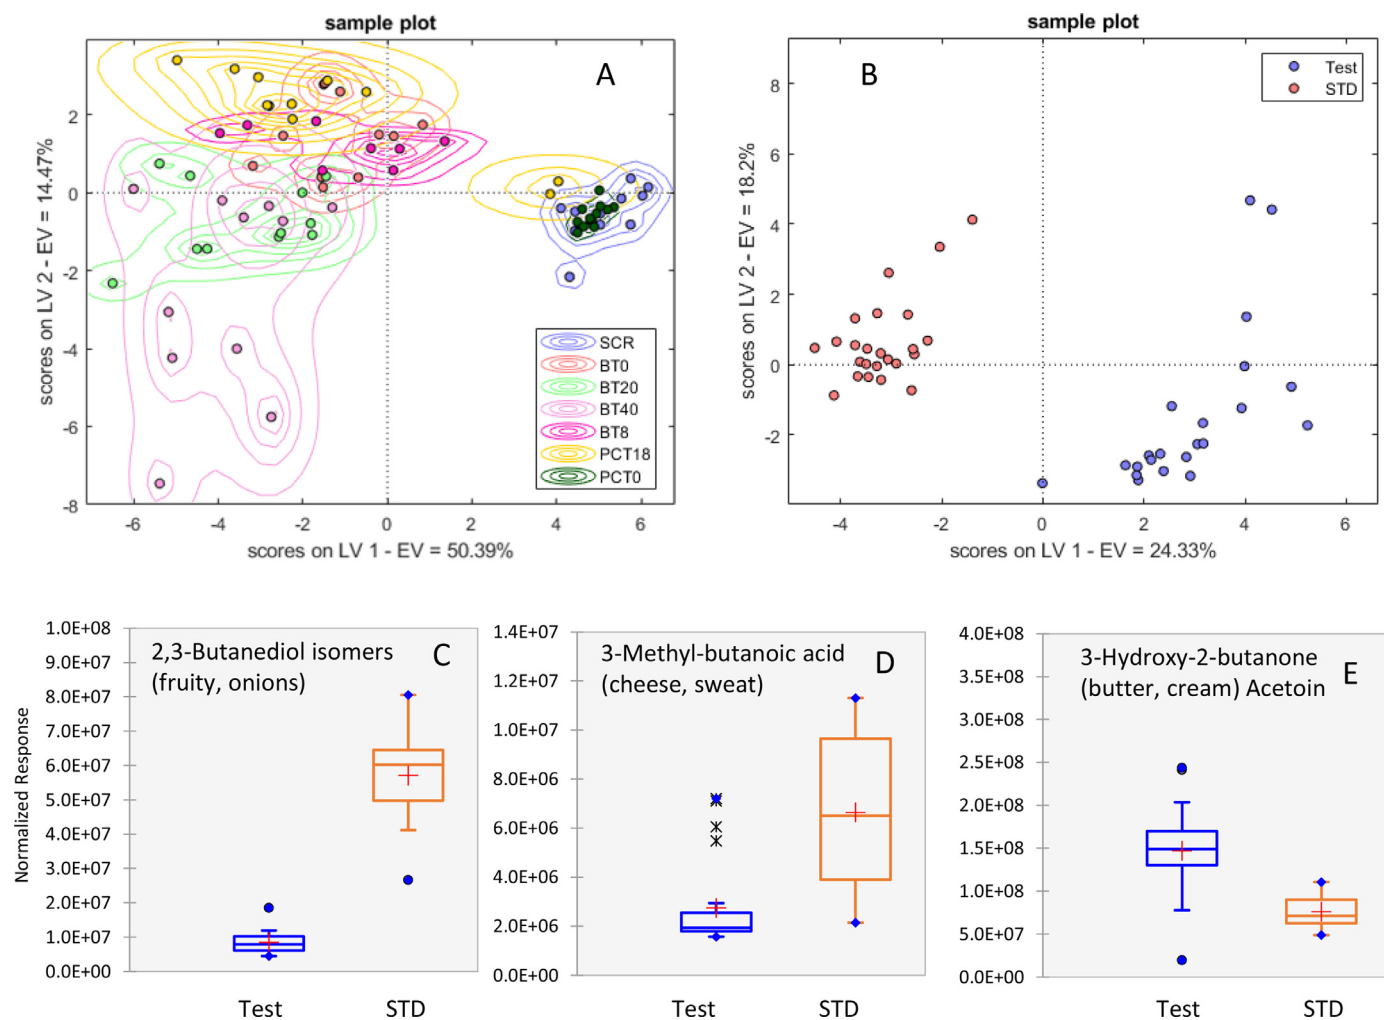 sample plot
A
scores on LV 2 - EV = 14.47%
2
0
-2
-4
-6
-8
-6
-4
-2
0
2
4
6
scores on LV 1 - EV = 50.39%
SCR
BT0
BT20
BT40
BT8
PCT18
PCT0
sample plot
B
Test
STD
scores on LV 2 - EV = 18.22%
8
6
4
2
0
-2
-4
-2
0
2
4
6
scores on LV 1 - EV = 24.33%
Normalized Response
1.0E+08
9.0E+07
8.0E+07
7.0E+07
6.0E+07
5.0E+07
4.0E+07
3.0E+07
2.0E+07
1.0E+07
0.0E+00
2,3-Butanediol isomers
(fruity, onions)
C
Test
STD
1.4E+07
1.2E+07
1.0E+07
8.0E+06
6.0E+06
4.0E+06
2.0E+06
0.0E+00
3-Methyl-butanoic acid
(cheese, sweat)
D
Test
STD
4.0E+08
3.5E+08
3.0E+08
2.5E+08
2.0E+08
1.5E+08
1.0E+08
5.0E+07
0.0E+00
3-Hydroxy-2-butanone
(butter, cream) Acetoin
E
Test
STD